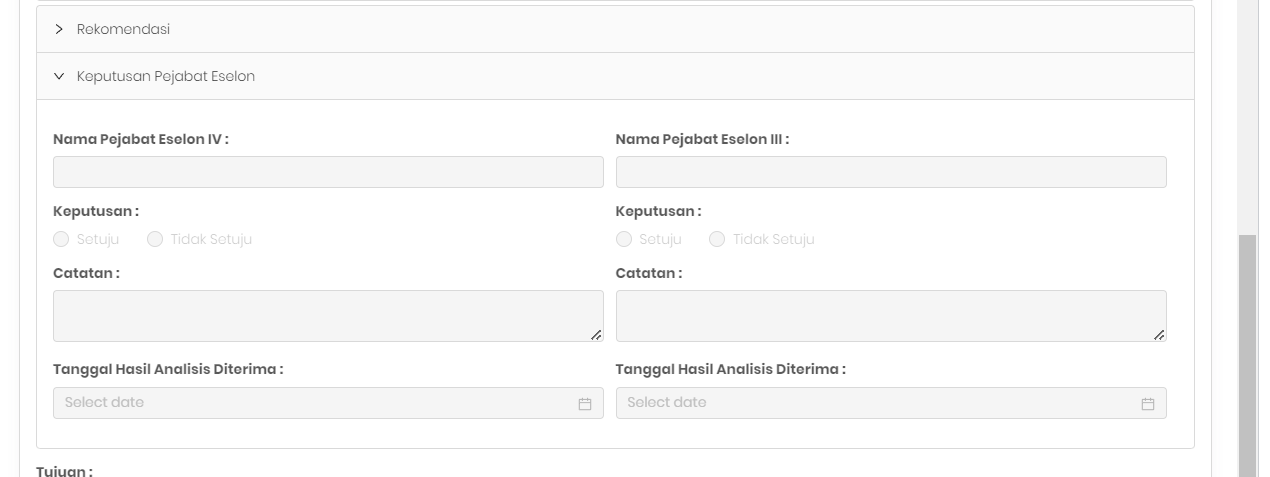 Rekomendasi
Keputusan Pejabat Eselon
Nama Pejabat Eselon IV :
Nama Pejabat Eselon III :
Keputusan :
Keputusan :
Setuju
Tidak Setuju
Setuju
Tidak Setuju
Catatan :
Catatan :
Tanggal Hasil Analisis Diterima :
Tanggal Hasil Analisis Diterima :
Select date
Select date
Tujuan :